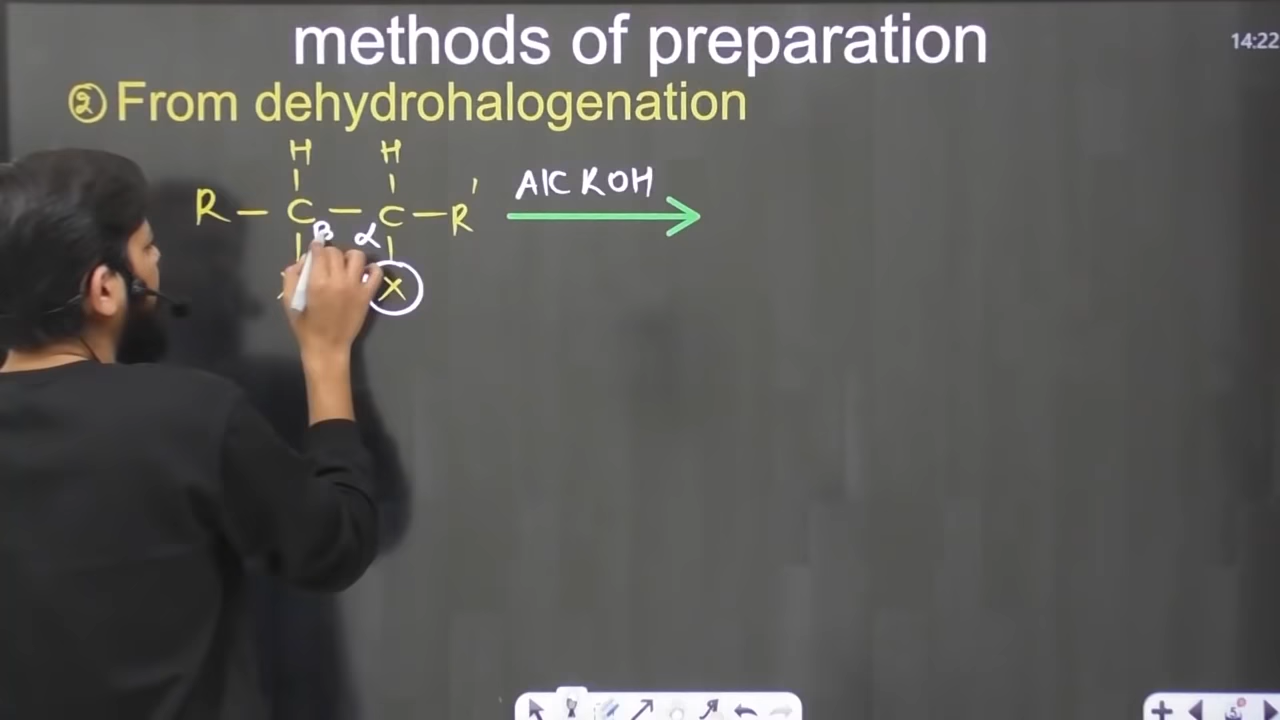 methods of preparation
14:22
② From dehydrohalogenation
H H
R – C – C – R'
AlC KOH
β α
X